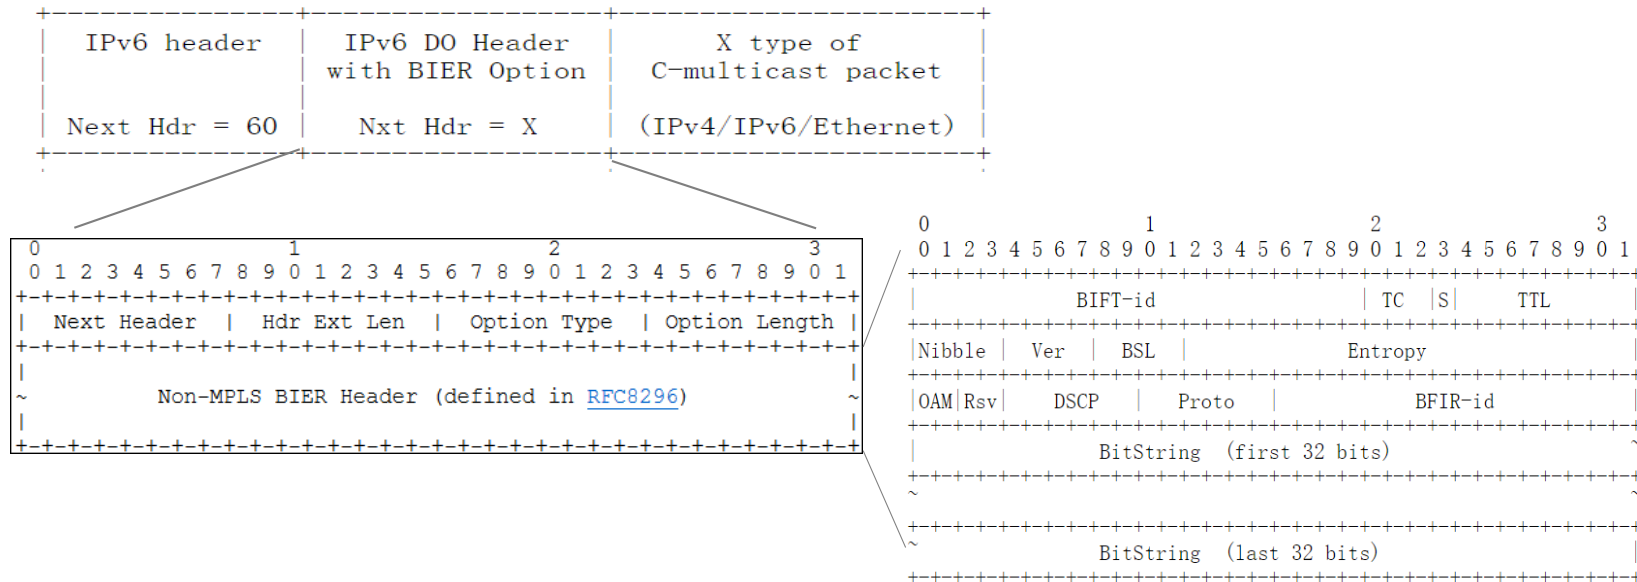 +-----------------+--------------------+------------------------+
| IPv6 header | IPv6 DO Header | X type of |
| | with BIER Option | C-multicast packet |
| | | |
| Next Hdr = 60 | Nxt Hdr = X | (IPv4/IPv6/Ethernet) |
+-----------------+--------------------+------------------------+
0 1 2 3
0 1 2 3 4 5 6 7 8 9 0 1 2 3 4 5 6 7 8 9 0 1 2 3 4 5 6 7 8 9 0 1
+-+-+-+-+-+-+-+-+-+-+-+-+-+-+-+-+-+-+-+-+-+-+-+-+-+-+-+-+-+-+-+-+
| Next Header | Hdr Ext Len | Option Type | Option Length |
+-+-+-+-+-+-+-+-+-+-+-+-+-+-+-+-+-+-+-+-+-+-+-+-+-+-+-+-+-+-+-+-+
| |
~ Non-MPLS BIER Header (defined in RFC8296) ~
| |
+-+-+-+-+-+-+-+-+-+-+-+-+-+-+-+-+-+-+-+-+-+-+-+-+-+-+-+-+-+-+-+-+
0 1 2 3
0 1 2 3 4 5 6 7 8 9 0 1 2 3 4 5 6 7 8 9 0 1 2 3 4 5 6 7 8 9 0 1
+-+-+-+-+-+-+-+-+-+-+-+-+-+-+-+-+-+-+-+-+-+-+-+-+-+-+-+-+-+-+-+-+
| BIFT-id | TC |S| TTL |
+-+-+-+-+-+-+-+-+-+-+-+-+-+-+-+-+-+-+-+-+-+-+-+-+-+-+-+-+-+-+-+-+
|Nibble | Ver | BSL | Entropy |
+-+-+-+-+-+-+-+-+-+-+-+-+-+-+-+-+-+-+-+-+-+-+-+-+-+-+-+-+-+-+-+-+
|OAM|Rsv| DSCP | Proto | BFIR-id |
+-+-+-+-+-+-+-+-+-+-+-+-+-+-+-+-+-+-+-+-+-+-+-+-+-+-+-+-+-+-+-+-+
| BitString (first 32 bits) ~
+-+-+-+-+-+-+-+-+-+-+-+-+-+-+-+-+-+-+-+-+-+-+-+-+-+-+-+-+-+-+-+-+
~ ~
+-+-+-+-+-+-+-+-+-+-+-+-+-+-+-+-+-+-+-+-+-+-+-+-+-+-+-+-+-+-+-+-+
~ BitString (last 32 bits) |
+-+-+-+-+-+-+-+-+-+-+-+-+-+-+-+-+-+-+-+-+-+-+-+-+-+-+-+-+-+-+-+-+